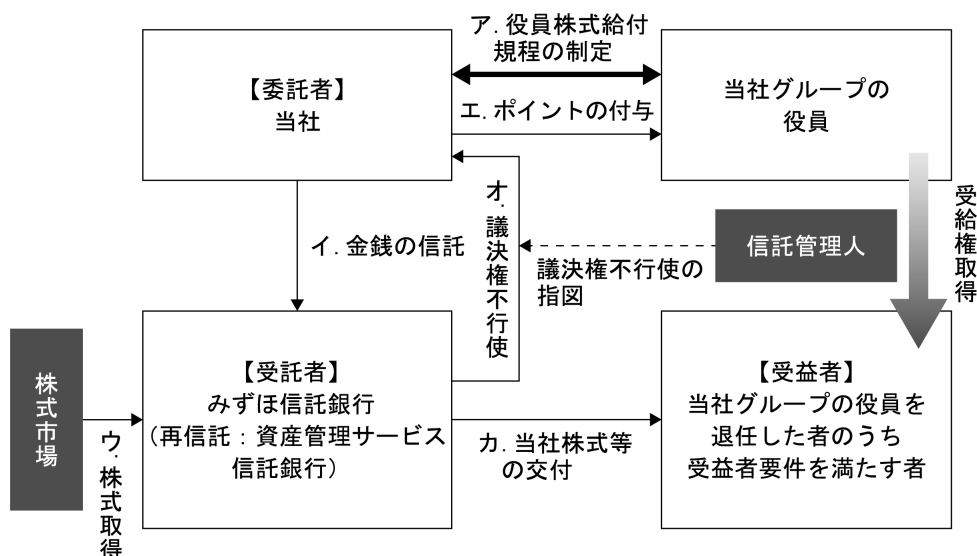 【委託者】
当社
ア. 役員株式給付
規程の制定
エ. ポイントの付与
当社グループの
役員
イ. 金銭の信託
オ. 議決権不行使
議決権不行使の
指図
信託管理人
受給権取得
株式市場
ウ. 株式取得
【受託者】
みずほ信託銀行
(再信託：資産管理サービス
信託銀行)
カ. 当社株式等
の交付
【受益者】
当社グループの役員を
退任した者のうち
受益者要件を満たす者